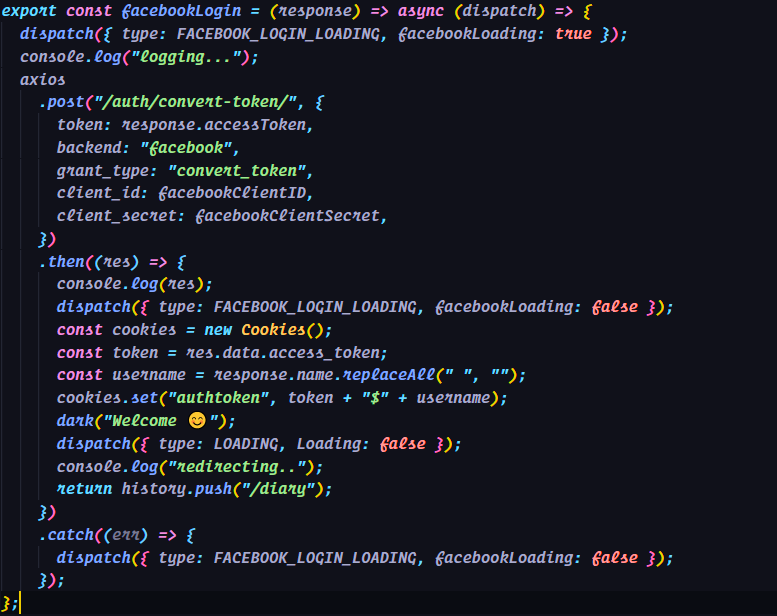 export const facebookLogin = (response) => async (dispatch) => {
  dispatch({ type: FACEBOOK_LOGIN_LOADING, facebookLoading: true });
  console.log("logging...");
  axios
    .post("/auth/convert-token/", {
      token: response.accessToken,
      backend: "facebook",
      grant_type: "convert_token",
      client_id: facebookClientID,
      client_secret: facebookClientSecret,
    })
    .then((res) => {
      console.log(res);
      dispatch({ type: FACEBOOK_LOGIN_LOADING, facebookLoading: false });
      const cookies = new Cookies();
      const token = res.data.access_token;
      const username = response.name.replaceAll(" ", "");
      cookies.set("authtoken", token + "$" + username);
      dark("Welcome 😊");
      dispatch({ type: LOADING, Loading: false });
      console.log("redirecting..");
      return history.push("/diary");
    })
    .catch((err) => {
      dispatch({ type: FACEBOOK_LOGIN_LOADING, facebookLoading: false });
    });
};